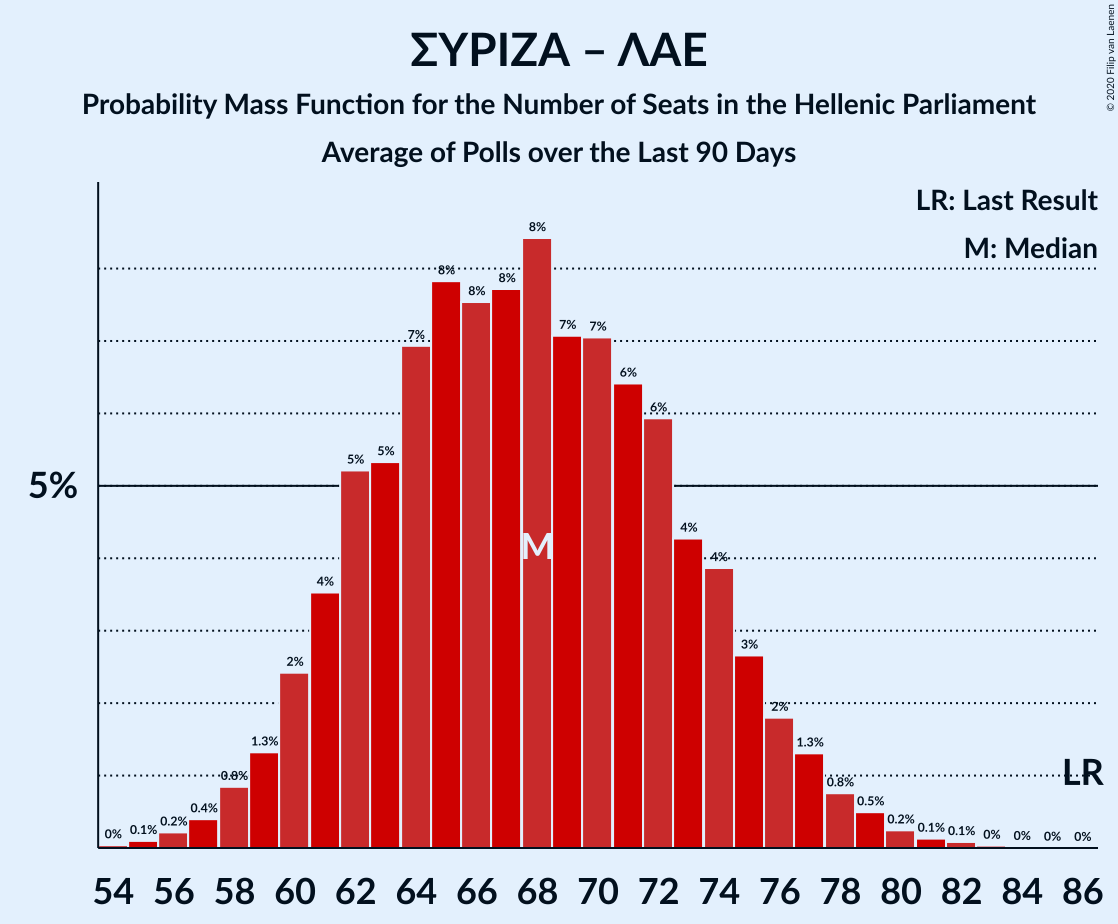 ΣΥΡΙΖΑ – ΛΑΕ
Probability Mass Function for the Number of Seats in the Hellenic Parliament
Average of Polls over the Last 90 Days
© 2020 Filip van Laenen
LR: Last Result
M: Median
5%
0% 0.1% 0.2% 0.4% 0.8% 1.3% 2% 4% 5% 5% 7% 8% 8% 8% 8% 7% 7% 6% 6% 4% 4% 3% 2% 1.3% 0.8% 0.5% 0.2% 0.1% 0.1% 0% 0% 0% 0%
M
LR
54 56 58 60 62 64 66 68 70 72 74 76 78 80 82 84 86